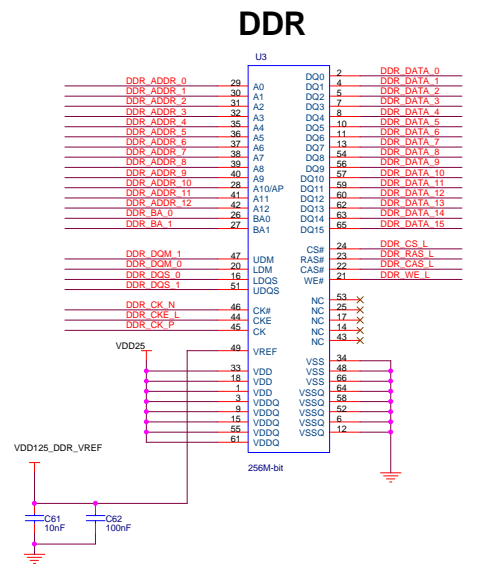 DDR
U3
DDR_ADDR_0 29 A0 DQ0 2 DDR_DATA_0
DDR_ADDR_1 30 A1 DQ1 4 DDR_DATA_1
DDR_ADDR_2 31 A2 DQ2 5 DDR_DATA_2
DDR_ADDR_3 32 A3 DQ3 7 DDR_DATA_3
DDR_ADDR_4 35 A4 DQ4 8 DDR_DATA_4
DDR_ADDR_5 36 A5 DQ5 10 DDR_DATA_5
DDR_ADDR_6 37 A6 DQ6 11 DDR_DATA_6
DDR_ADDR_7 38 A7 DQ7 13 DDR_DATA_7
DDR_ADDR_8 39 A8 DQ8 54 DDR_DATA_8
DDR_ADDR_9 40 A9 DQ9 56 DDR_DATA_9
DDR_ADDR_10 28 A10/AP DQ10 57 DDR_DATA_10
DDR_ADDR_11 41 A11 DQ11 59 DDR_DATA_11
DDR_ADDR_12 42 A12 DQ12 60 DDR_DATA_12
DDR_BA_0 26 BA0 DQ13 62 DDR_DATA_13
DDR_BA_1 27 BA1 DQ14 63 DDR_DATA_14
DQ15 65 DDR_DATA_15
CS# 24 DDR_CS_L
DDR_DQM_1 47 UDM RAS# 23 DDR_RAS_L
DDR_DQM_0 20 LDM CAS# 22 DDR_CAS_L
DDR_DQS_0 16 LDQS WE# 21 DDR_WE_L
DDR_DQS_1 51 UDQS
NC 53
DDR_CK_N 46 CK# NC 25
DDR_CKE_L 44 CKE NC 17
DDR_CK_P 45 CK NC 14
NC 43
VDD25
49 VREF
VSS 34
33 VDD VSS 48
18 VDD VSS 66
1 VDD VSSQ 64
3 VDDQ VSSQ 58
9 VDDQ VSSQ 52
15 VDDQ VSSQ 6
55 VDDQ VSSQ 12
61 VDDQ
VDD125_DDR_VREF
256M-bit
C61 C62
10nF 100nF